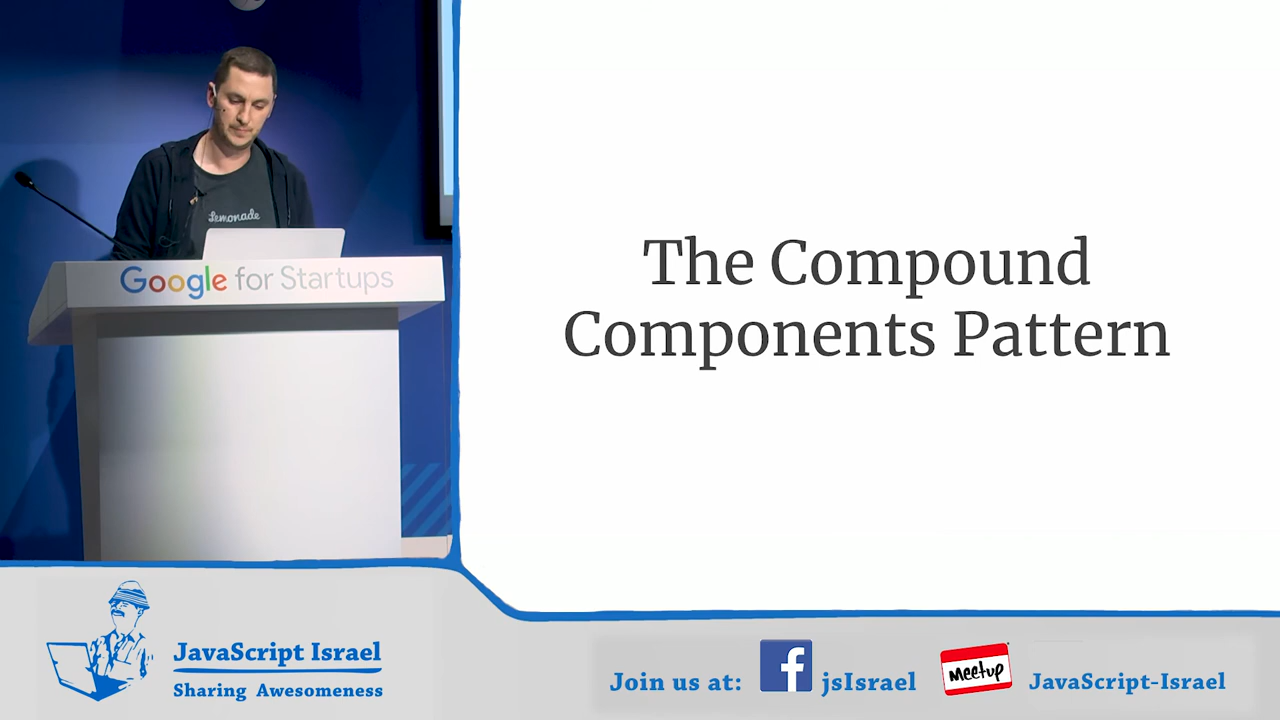 Lemonade
Google for Startups
The Compound
Components Pattern
JavaScript Israel
Sharing Awesomeness
Join us at:
f
jsIsrael
Meetup
JavaScript-Israel